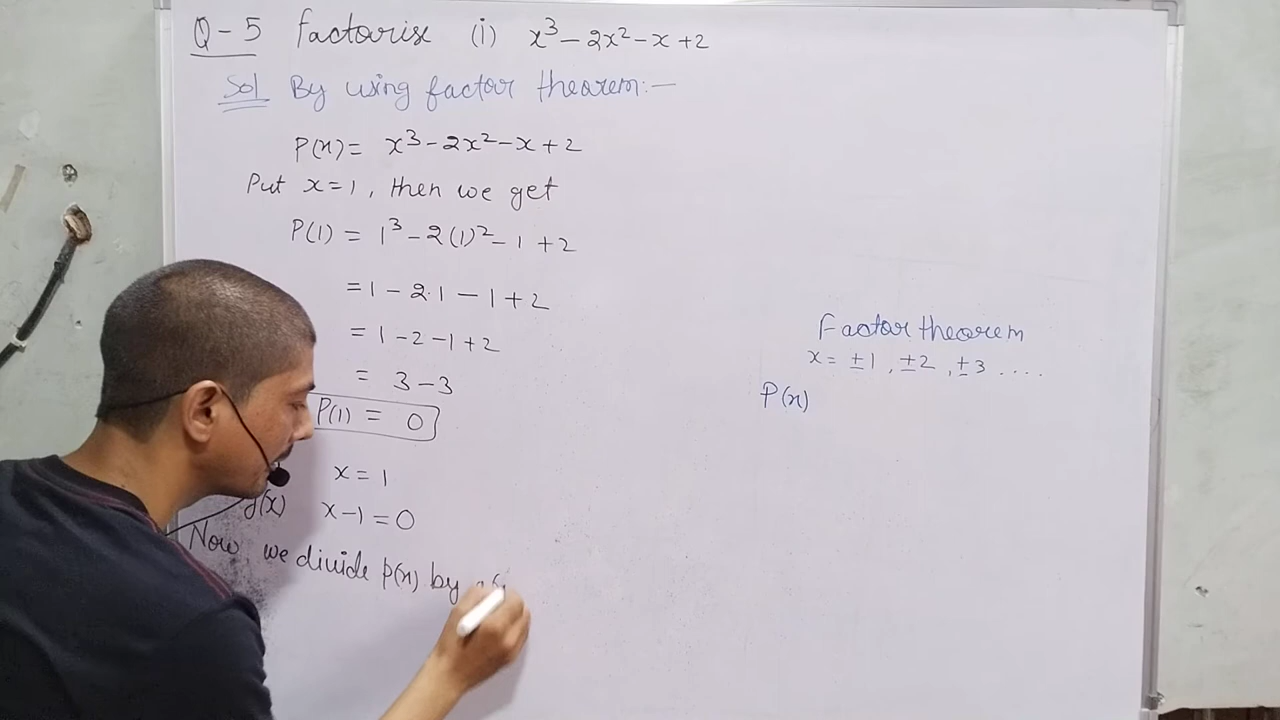 Q-5 Factorise (i) x³-2x²-x+2
Sol By using factor theorem:-
P(x) = x³-2x²-x+2
Put x=1, then we get
P(1) = 1³-2(1)²-1+2
=1-2.1-1+2
=1-2-1+2
= 3-3
P(1) = 0
x=1
g(x) x-1=0
Now, we divide p(x) by
Factor theorem
x= ±1, ±2, ±3 ....
P(x)